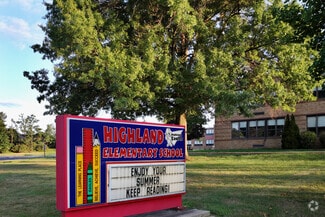 HIGHLAND
ELEMENTARY SCHOOL
ENJOY YOUR
SUMMER
KEEP READING!